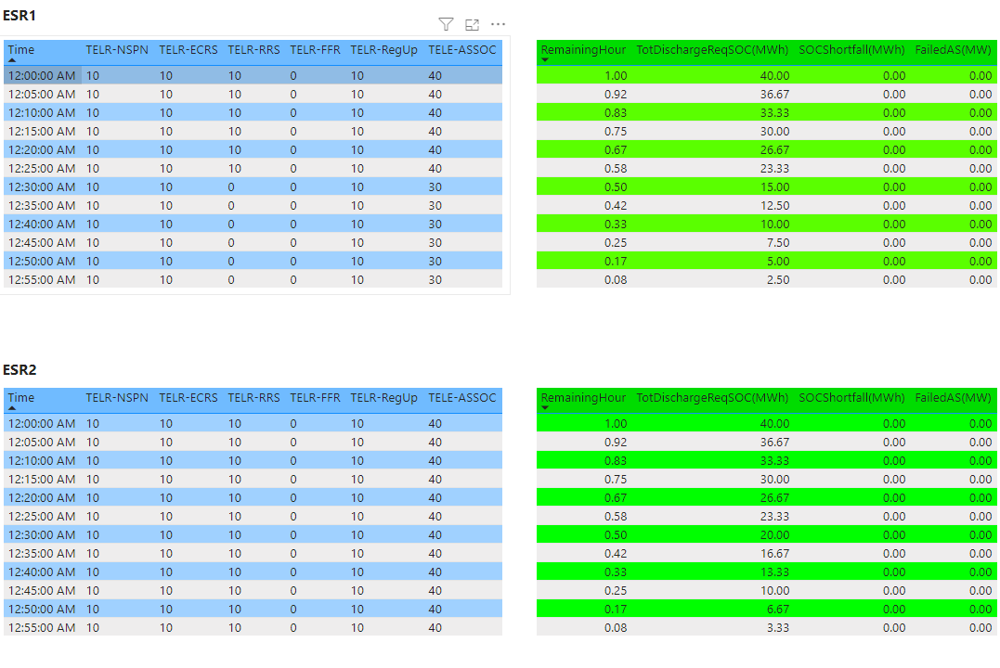 ESR1
Time TELR-NSPN TELR-ECRS TELR-RRS TELR-FFR TELR-RegUp TELE-ASSOC RemainingHour TotDischargeReqSOC(MWh) SOCShortfall(MWh) FailedAS(MW)
12:00:00 AM 10 10 10 0 10 40 1.00 40.00 0.00 0.00
12:05:00 AM 10 10 10 0 10 40 0.92 36.67 0.00 0.00
12:10:00 AM 10 10 10 0 10 40 0.83 33.33 0.00 0.00
12:15:00 AM 10 10 10 0 10 40 0.75 30.00 0.00 0.00
12:20:00 AM 10 10 10 0 10 40 0.67 26.67 0.00 0.00
12:25:00 AM 10 10 10 0 10 40 0.58 23.33 0.00 0.00
12:30:00 AM 10 10 0 0 10 30 0.50 15.00 0.00 0.00
12:35:00 AM 10 10 0 0 10 30 0.42 12.50 0.00 0.00
12:40:00 AM 10 10 0 0 10 30 0.33 10.00 0.00 0.00
12:45:00 AM 10 10 0 0 10 30 0.25 7.50 0.00 0.00
12:50:00 AM 10 10 0 0 10 30 0.17 5.00 0.00 0.00
12:55:00 AM 10 10 0 0 10 30 0.08 2.50 0.00 0.00
ESR2
Time TELR-NSPN TELR-ECRS TELR-RRS TELR-FFR TELR-RegUp TELE-ASSOC RemainingHour TotDischargeReqSOC(MWh) SOCShortfall(MWh) FailedAS(MW)
12:00:00 AM 10 10 10 0 10 40 1.00 40.00 0.00 0.00
12:05:00 AM 10 10 10 0 10 40 0.92 36.67 0.00 0.00
12:10:00 AM 10 10 10 0 10 40 0.83 33.33 0.00 0.00
12:15:00 AM 10 10 10 0 10 40 0.75 30.00 0.00 0.00
12:20:00 AM 10 10 10 0 10 40 0.67 26.67 0.00 0.00
12:25:00 AM 10 10 10 0 10 40 0.58 23.33 0.00 0.00
12:30:00 AM 10 10 10 0 10 40 0.50 20.00 0.00 0.00
12:35:00 AM 10 10 10 0 10 40 0.42 16.67 0.00 0.00
12:40:00 AM 10 10 10 0 10 40 0.33 13.33 0.00 0.00
12:45:00 AM 10 10 10 0 10 40 0.25 10.00 0.00 0.00
12:50:00 AM 10 10 10 0 10 40 0.17 6.67 0.00 0.00
12:55:00 AM 10 10 10 0 10 40 0.08 3.33 0.00 0.00